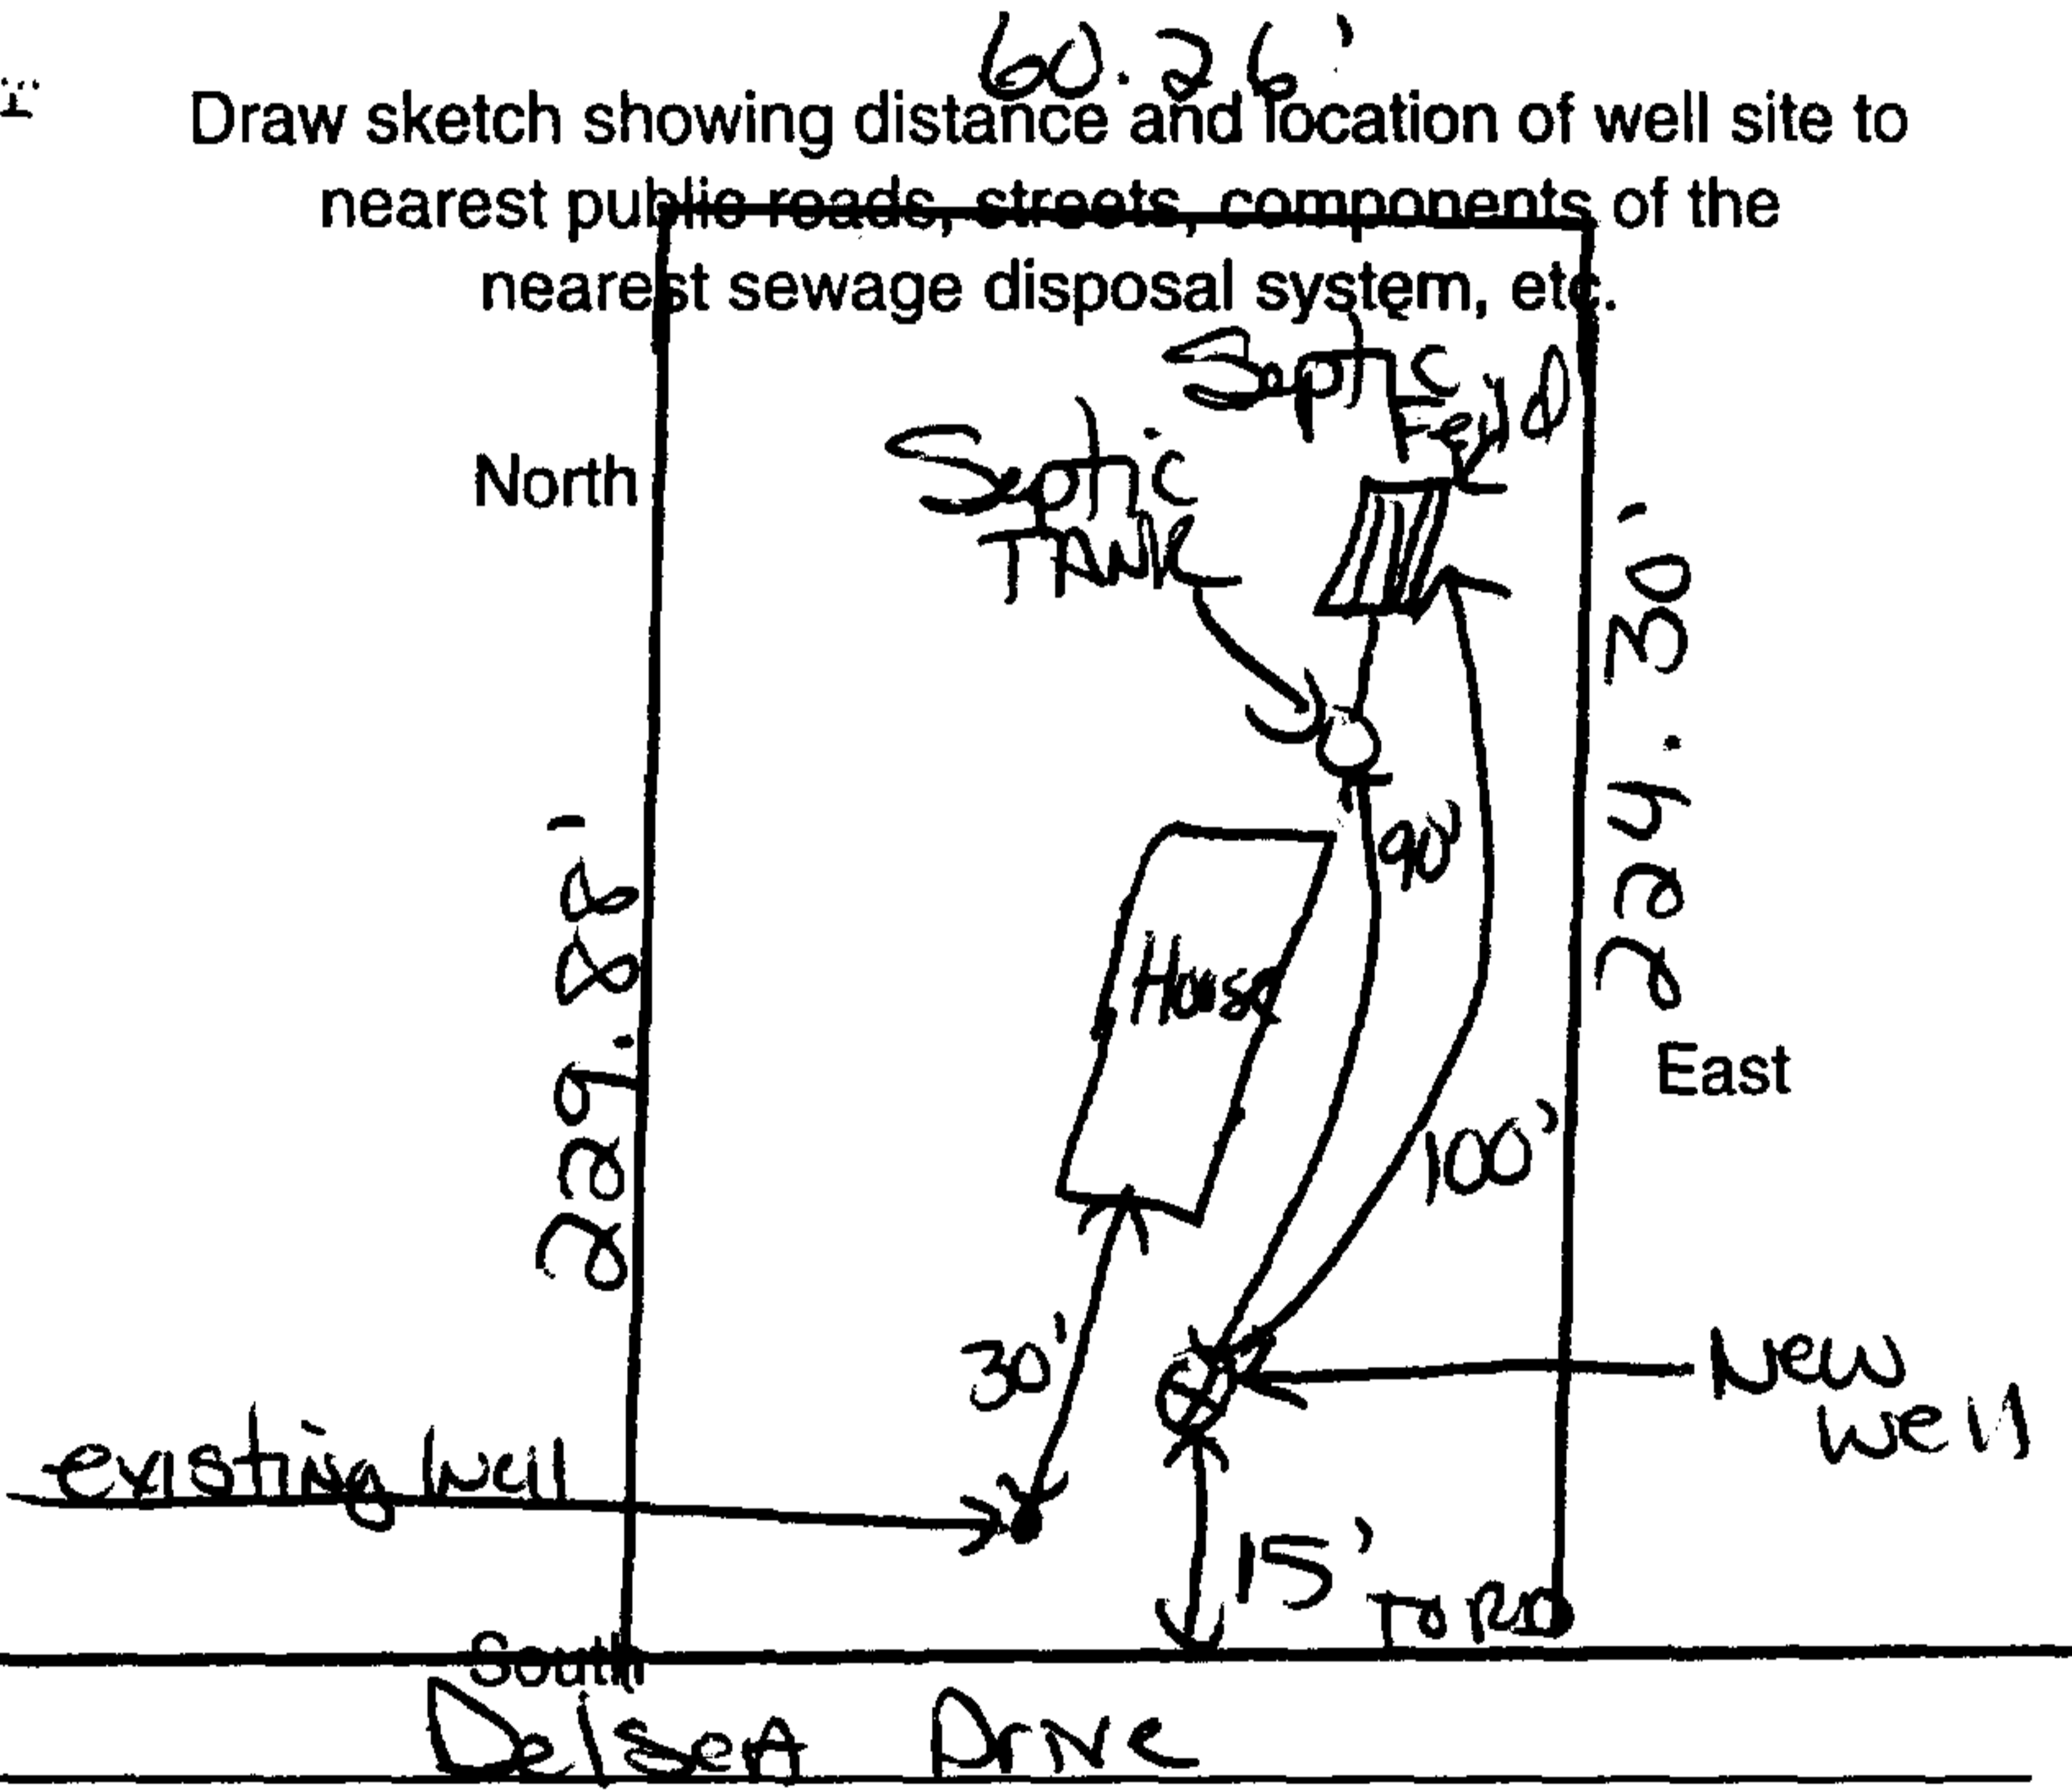 60.26'
Draw sketch showing distance and location of well site to
nearest public roads, streets, components of the
nearest sewage disposal system, etc.
Septic
Feild
Septic
TANK
North
224.30'
90'
229.88'
House
East
100'
30'
New
Well
existing well
15'
TO RD
South
Delsea Drive